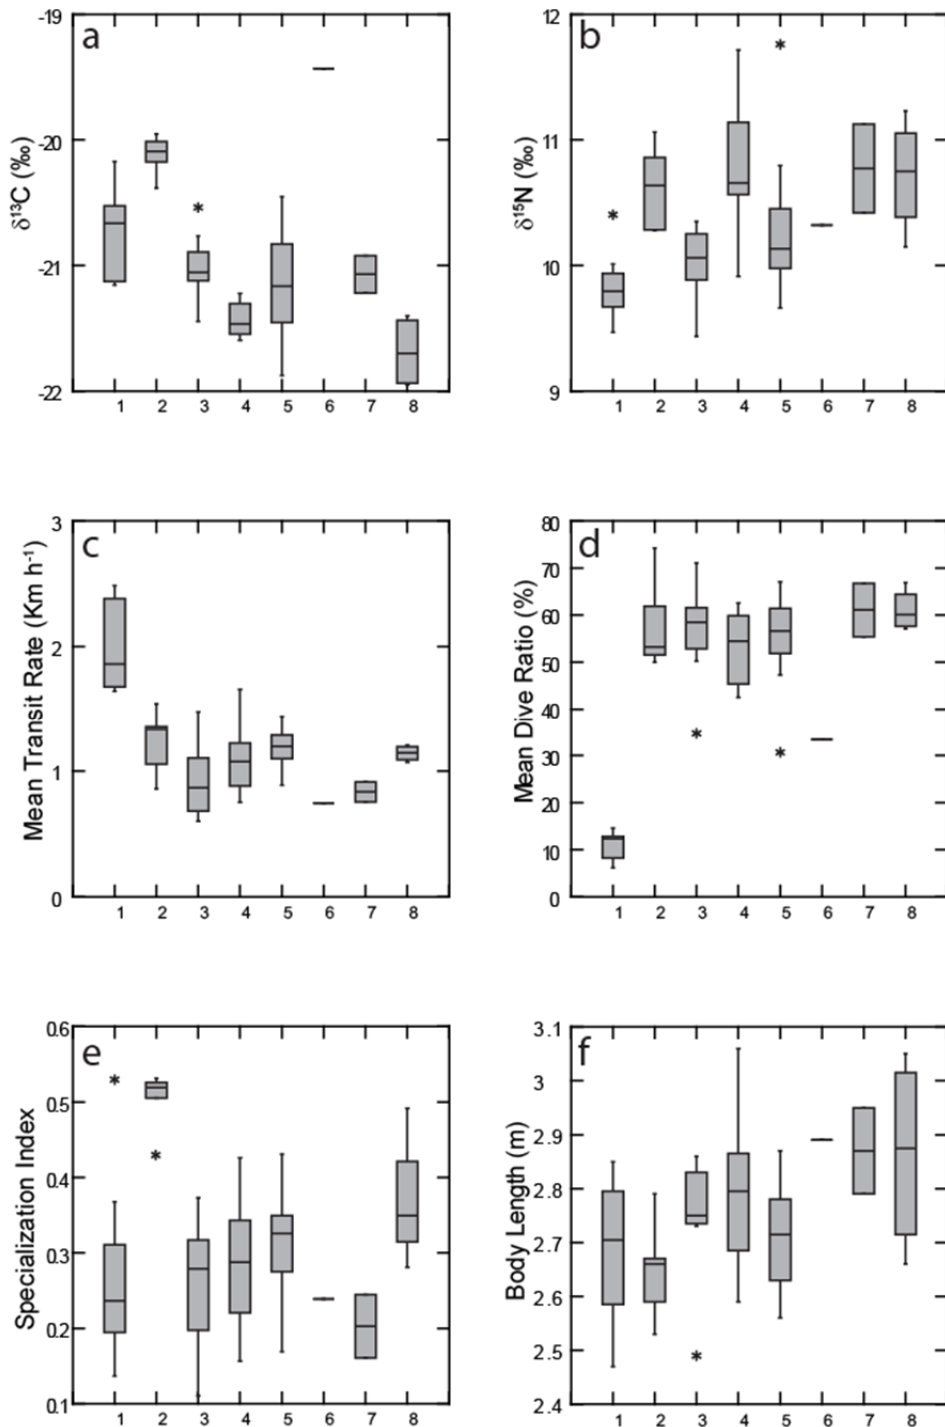 a
b
-19
-20
-21
-22
δ13C (‰)
1 2 3 4 5 6 7 8
12
11
10
9
δ15N (‰)
1 2 3 4 5 6 7 8
c
d
3
2
1
0
Mean Transit Rate (Km h-1)
1 2 3 4 5 6 7 8
80
70
60
50
40
30
20
10
0
Mean Dive Ratio (%)
1 2 3 4 5 6 7 8
e
f
0.6
0.5
0.4
0.3
0.2
0.1
Specialization Index
1 2 3 4 5 6 7 8
3.1
3
2.9
2.8
2.7
2.6
2.5
2.4
Body Length (m)
1 2 3 4 5 6 7 8